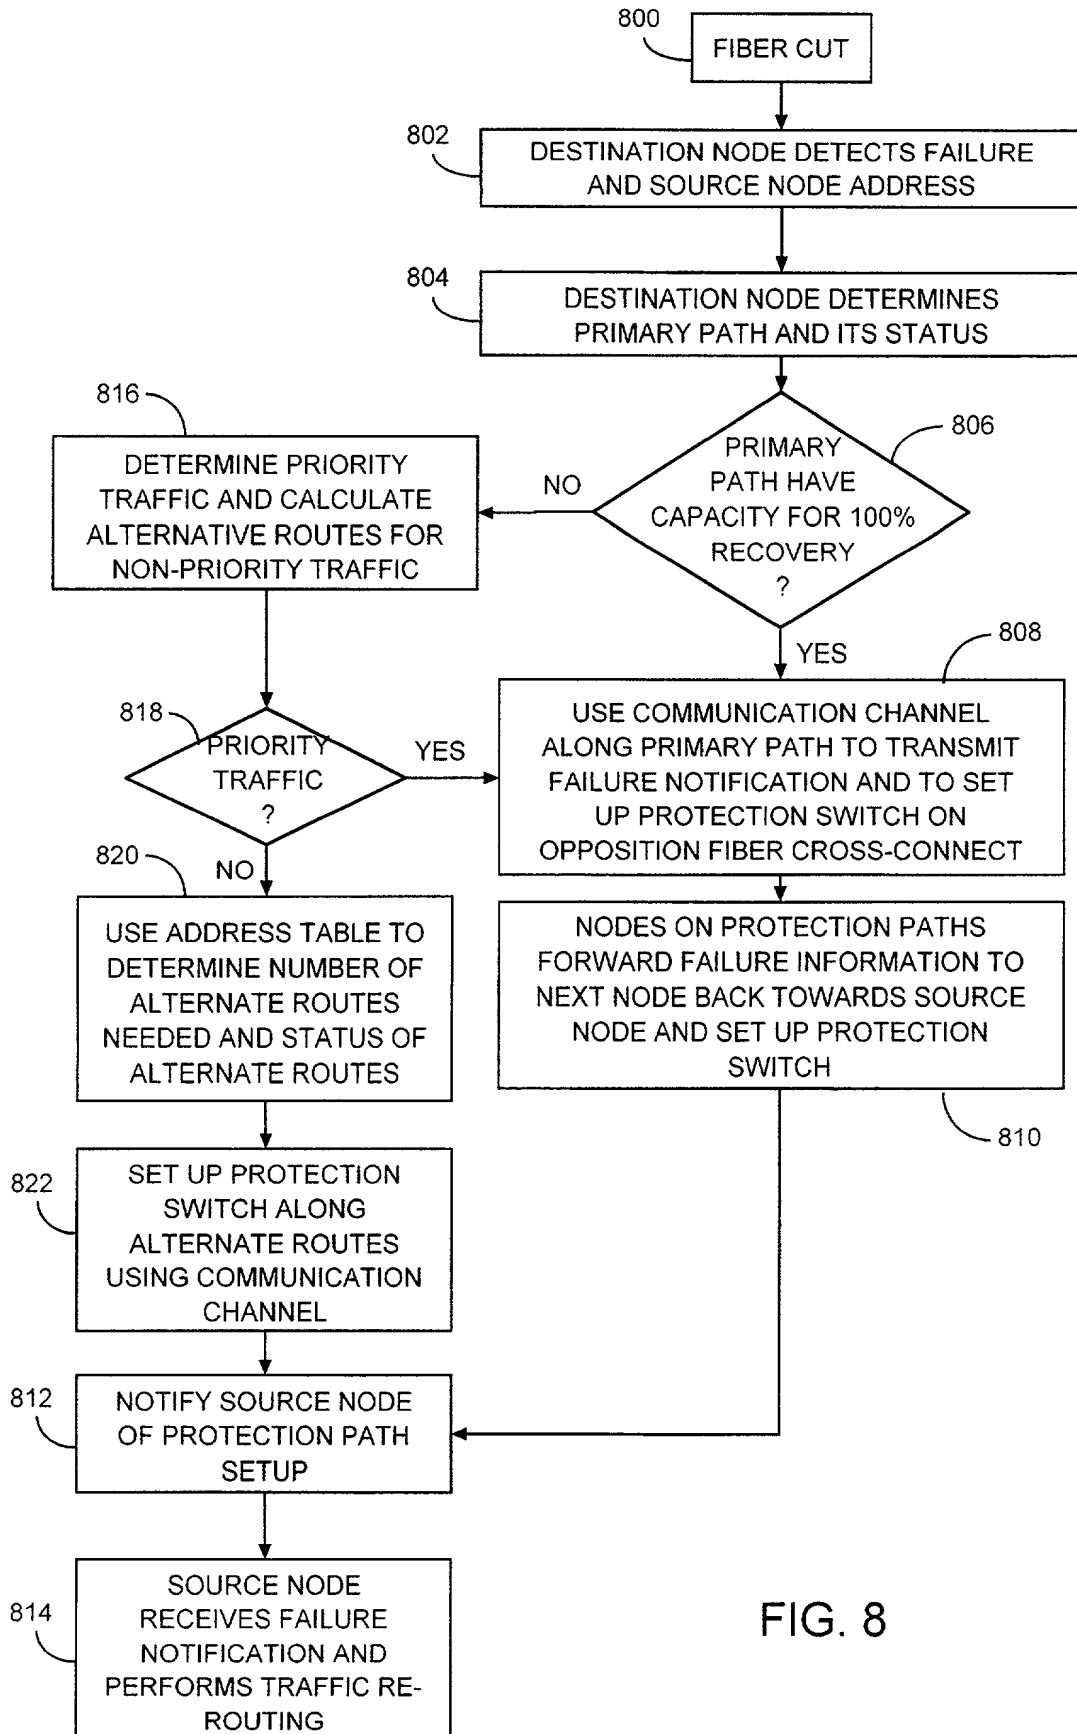 800
FIBER CUT
802
DESTINATION NODE DETECTS FAILURE
AND SOURCE NODE ADDRESS
804
DESTINATION NODE DETERMINES
PRIMARY PATH AND ITS STATUS
806
PRIMARY
PATH HAVE
CAPACITY FOR 100%
RECOVERY
?
NO
YES
816
DETERMINE PRIORITY
TRAFFIC AND CALCULATE
ALTERNATIVE ROUTES FOR
NON-PRIORITY TRAFFIC
808
USE COMMUNICATION CHANNEL
ALONG PRIMARY PATH TO TRANSMIT
FAILURE NOTIFICATION AND TO SET
UP PROTECTION SWITCH ON
OPPOSITION FIBER CROSS-CONNECT
818
PRIORITY
TRAFFIC
?
YES
NO
820
USE ADDRESS TABLE TO
DETERMINE NUMBER OF
ALTERNATE ROUTES
NEEDED AND STATUS OF
ALTERNATE ROUTES
NODES ON PROTECTION PATHS
FORWARD FAILURE INFORMATION TO
NEXT NODE BACK TOWARDS SOURCE
NODE AND SET UP PROTECTION
SWITCH
810
822
SET UP PROTECTION
SWITCH ALONG
ALTERNATE ROUTES
USING COMMUNICATION
CHANNEL
812
NOTIFY SOURCE NODE
OF PROTECTION PATH
SETUP
814
SOURCE NODE
RECEIVES FAILURE
NOTIFICATION AND
PERFORMS TRAFFIC RE-
ROUTING
FIG. 8